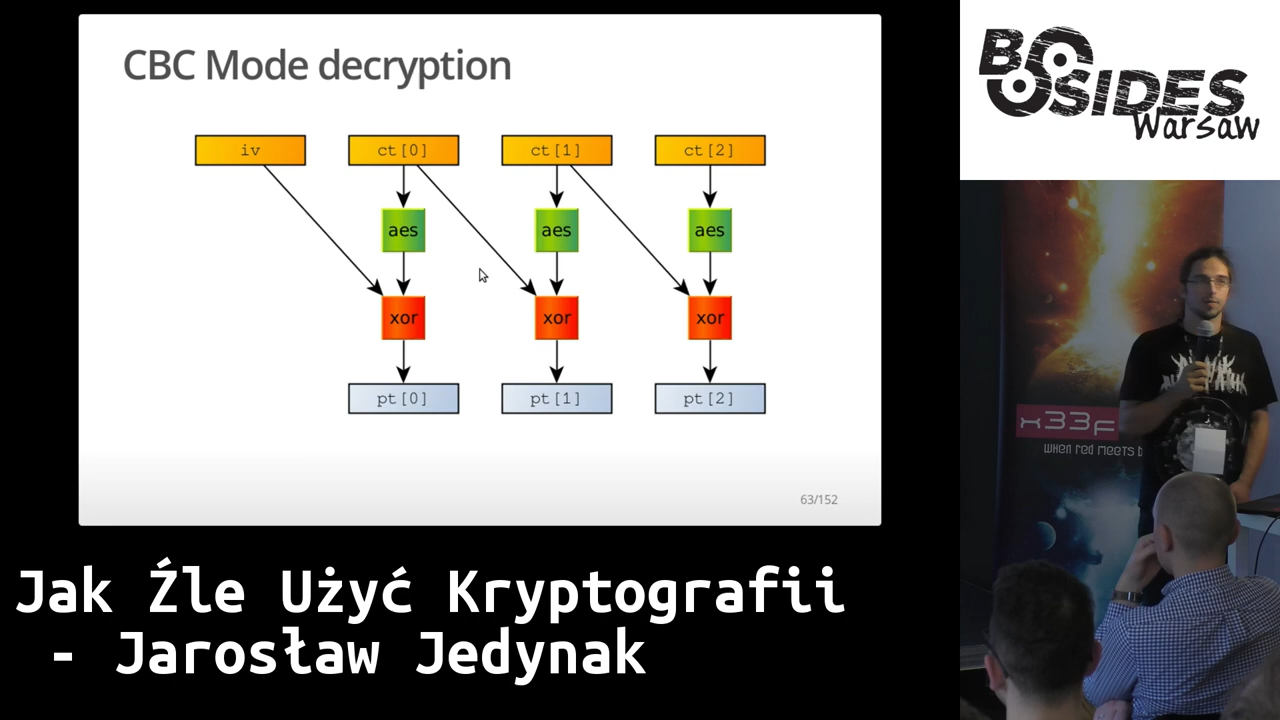 CBC Mode decryption
iv
ct[0]
ct[1]
ct[2]
aes
aes
aes
xor
xor
xor
pt[0]
pt[1]
pt[2]
63/152
Jak Źle Użyć Kryptografii
- Jarosław Jedynak
BSIDES
Warsaw
x33f
when red meets